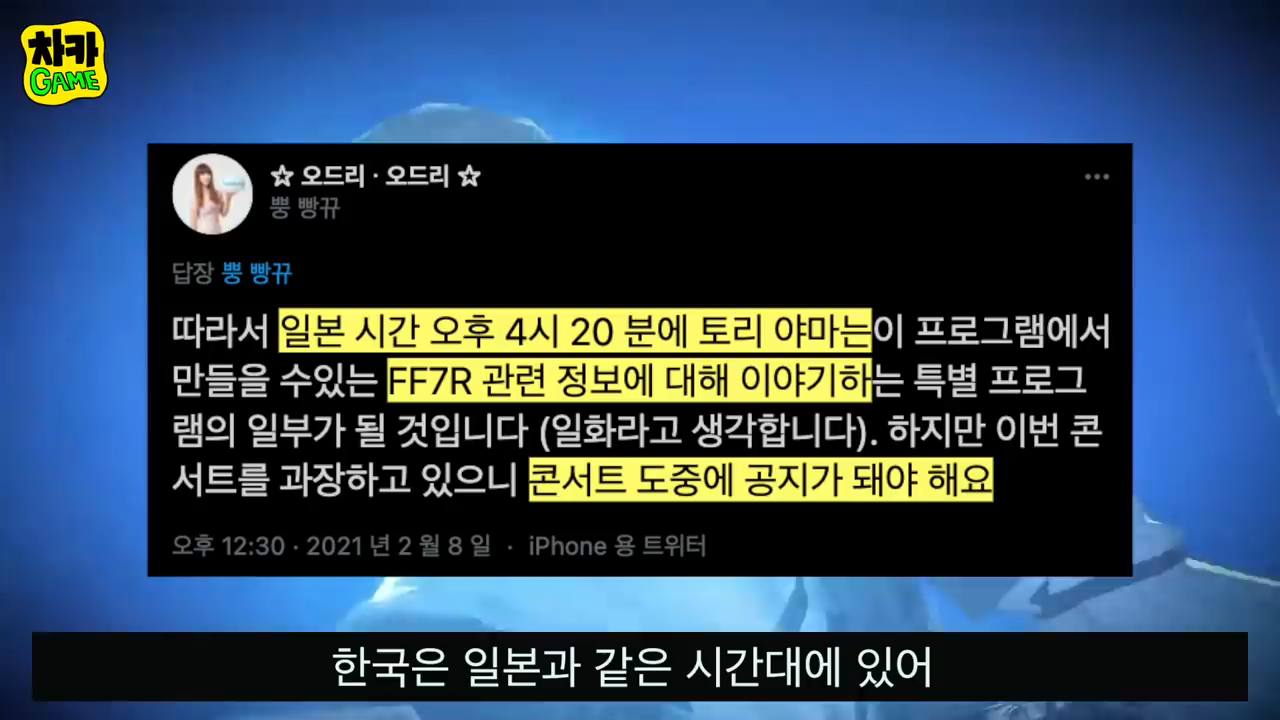 차카
GAME
☆ 오드리 · 오드리 ☆
뿡 빵뀨
답장 뿡 빵뀨
따라서 일본 시간 오후 4시 20 분에 토리 야마는이 프로그램에서
만들을 수있는 FF7R 관련 정보에 대해 이야기하는 특별 프로그
램의 일부가 될 것입니다 (일화라고 생각합니다). 하지만 이번 콘
서트를 과장하고 있으니 콘서트 도중에 공지가 돼야 해요
오후 12:30 · 2021 년 2 월 8 일 · iPhone 용 트위터
한국은 일본과 같은 시간대에 있어